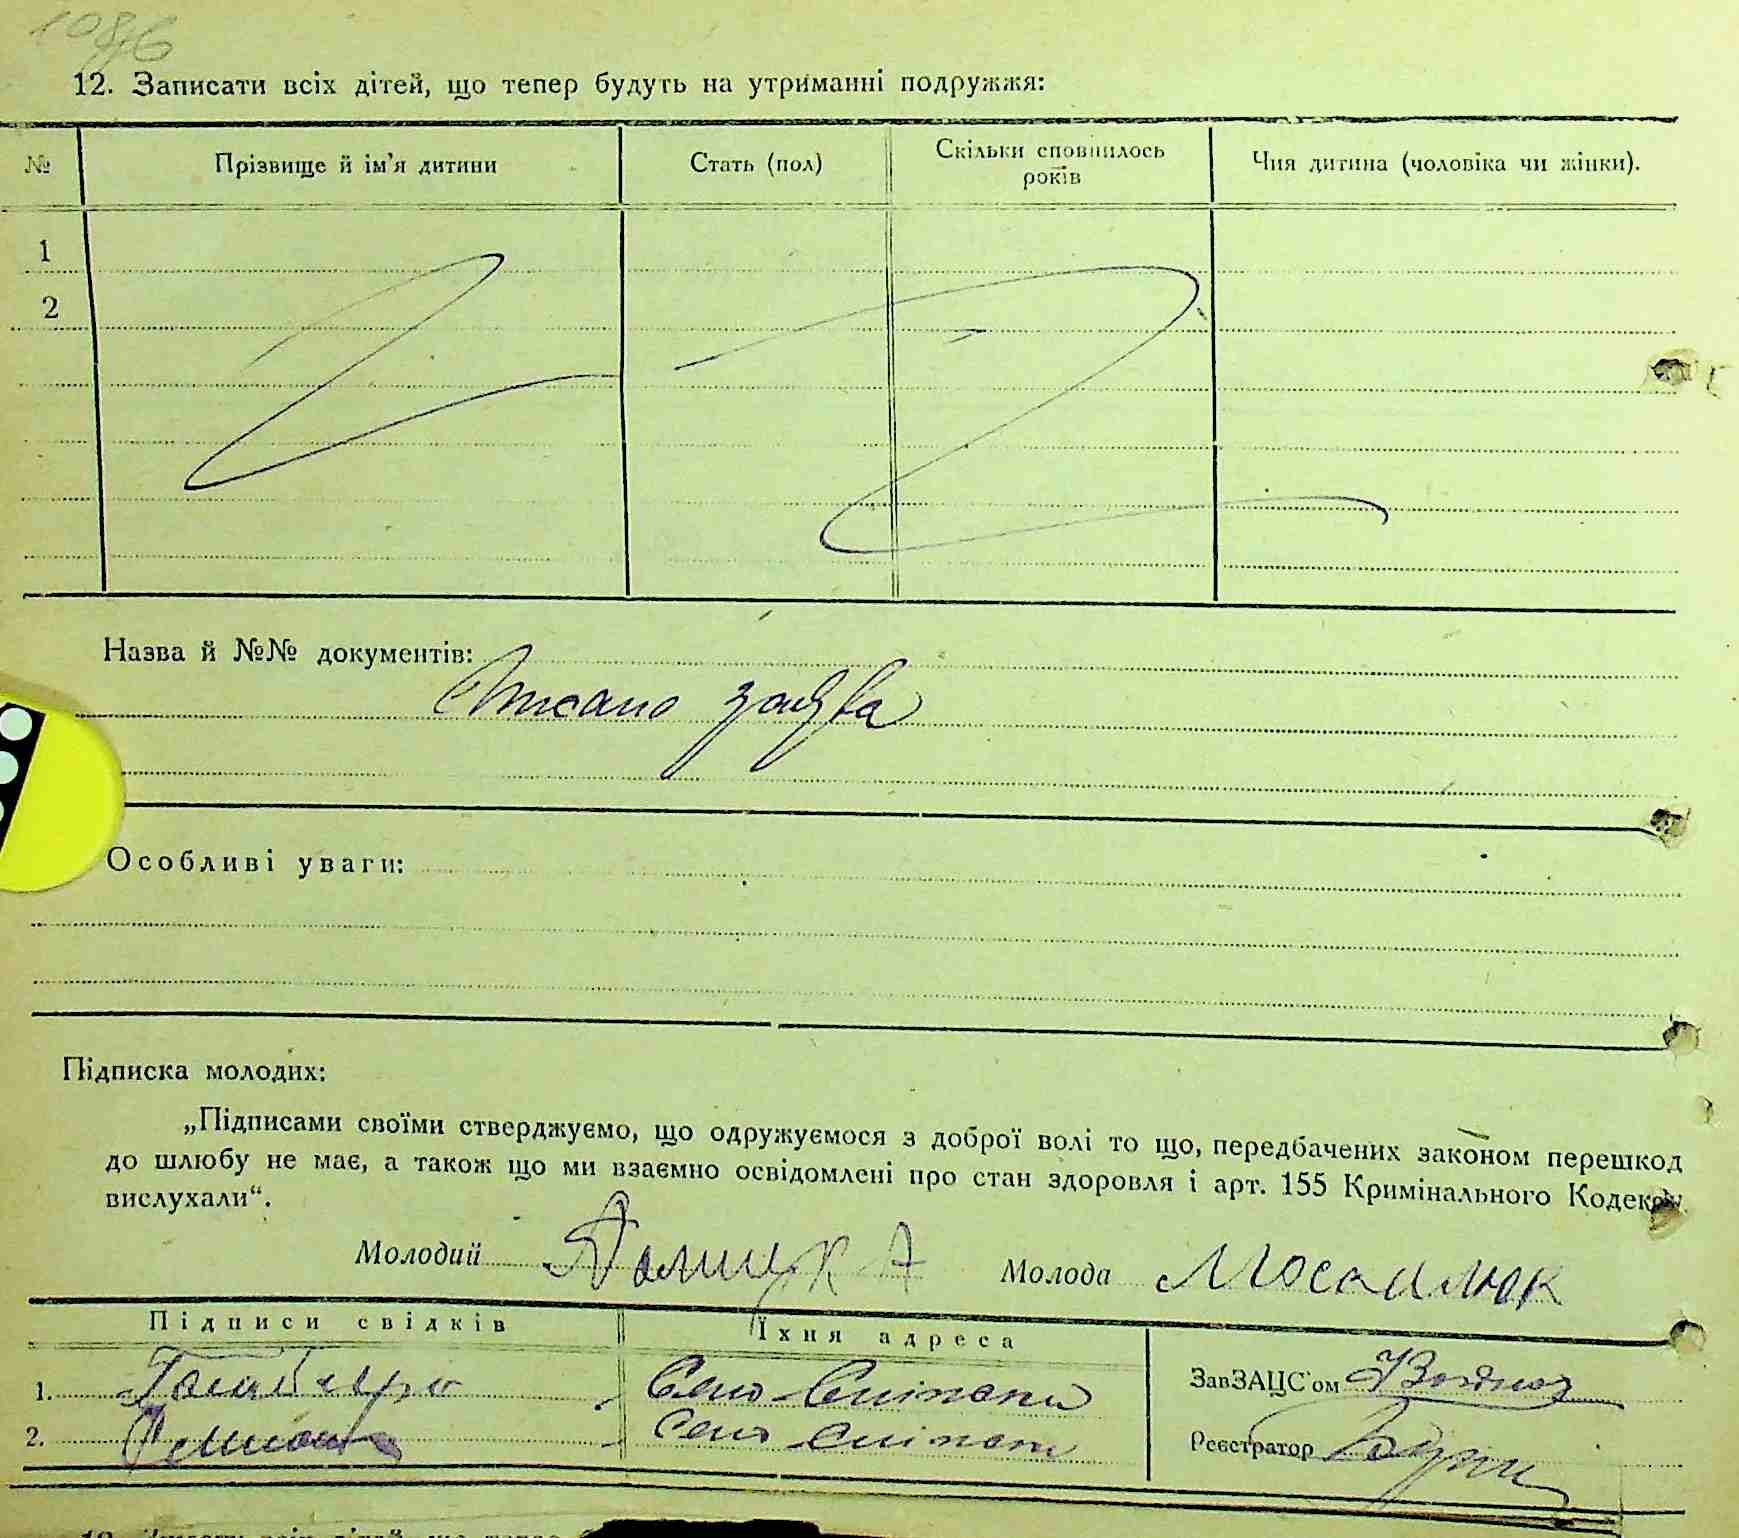 12. Записати всіх дітей, що тепер будуть на утриманні подружжя:
№ Прізвище й ім'я дитини Стать (пол) Скільки сповнилось років Чия дитина (чоловіка чи жінки).
1
2
Назва й №№ документів:
заява
Особливі уваги:
Підписка молодих:
„Підписами своїми стверджуємо, що одружуємося з доброї волі то що, передбачених законом перешкод
до шлюбу не має, а також що ми взаємно освідомлені про стан здоровля і арт. 155 Кримінального Кодексу
вислухали“.
Молодий Молода
Підписи свідків Їхня адреса
1. Село ЗавЗАЦС'ом
2. Село Реєстратор